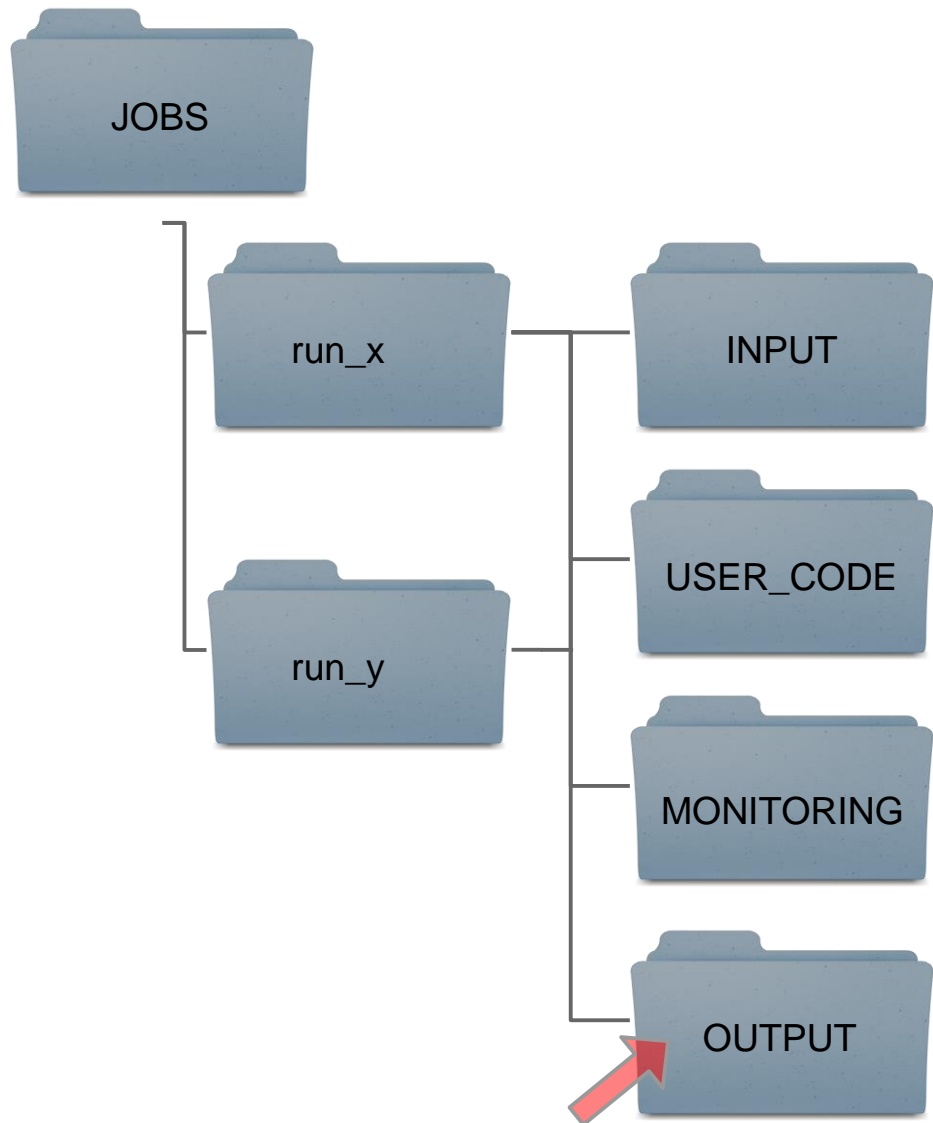 JOBS
run_x
INPUT
USER_CODE
run_y
MONITORING
OUTPUT